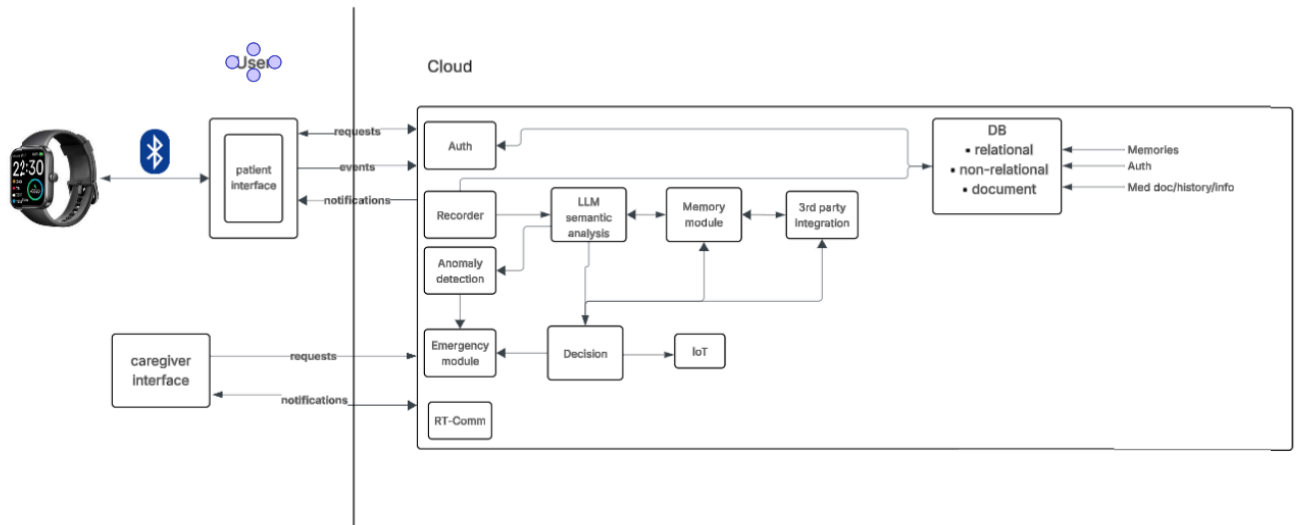 User
Cloud
22:30
patient
interface
requests
events
notifications
Auth
Recorder
LLM
semantic
analysis
Memory
module
3rd party
integration
DB
▪ relational
▪ non-relational
▪ document
Memories
Auth
Med doc/history/info
Anomaly
detection
Emergency
module
Decision
IoT
RT-Comm
caregiver
interface
requests
notifications